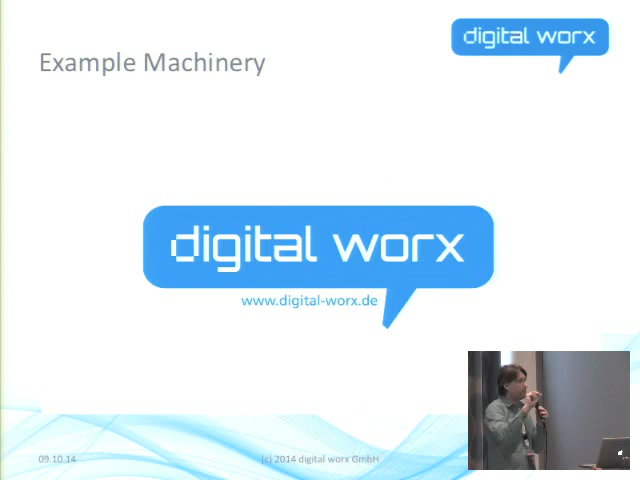 digital worx
Example Machinery
digital worx
www.digital-worx.de
09.10.14
(c) 2014 digital worx GmbH